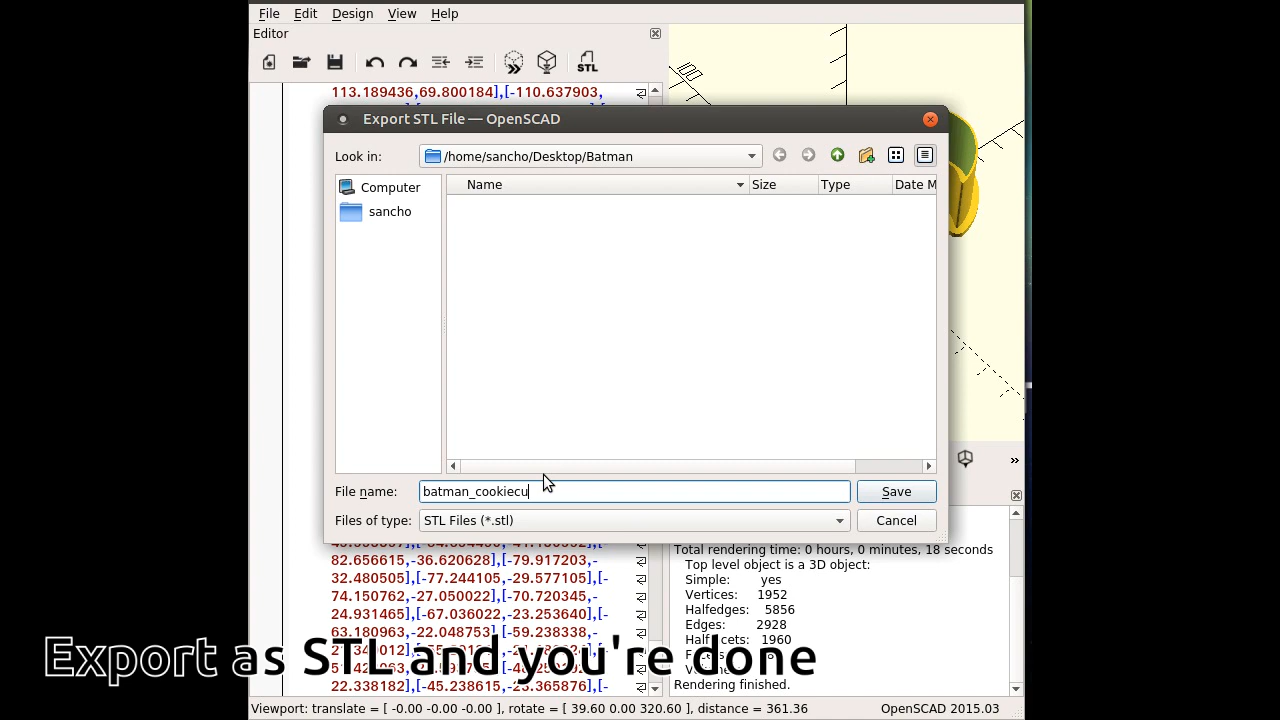 File Edit Design View Help
Editor
STL
113.189436,69.800184],[-110.637903,
Export STL File — OpenSCAD
Look in: /home/sancho/Desktop/Batman
Computer
sancho
Name Size Type Date M
File name: batman_cookiecu Save
Files of type: STL Files (*.stl) Cancel
82.656615,-36.620628],[-79.917203,-
32.480505],[-77.244105,-29.577105],[-
74.150762,-27.050022],[-70.720345,-
24.931465],[-67.036022,-23.253640],[-
63.180963,-22.048753],[-59.238338,-
22.338182],[-45.238615,-23.365876],[-
Total rendering time: 0 hours, 0 minutes, 18 seconds
Top level object is a 3D object:
Simple: yes
Vertices: 1952
Halfedges: 5856
Edges: 2928
Halffacets: 1960
Rendering finished.
Export as STL and you're done
Viewport: translate = [ -0.00 -0.00 -0.00 ], rotate = [ 39.60 0.00 320.60 ], distance = 361.36 OpenSCAD 2015.03